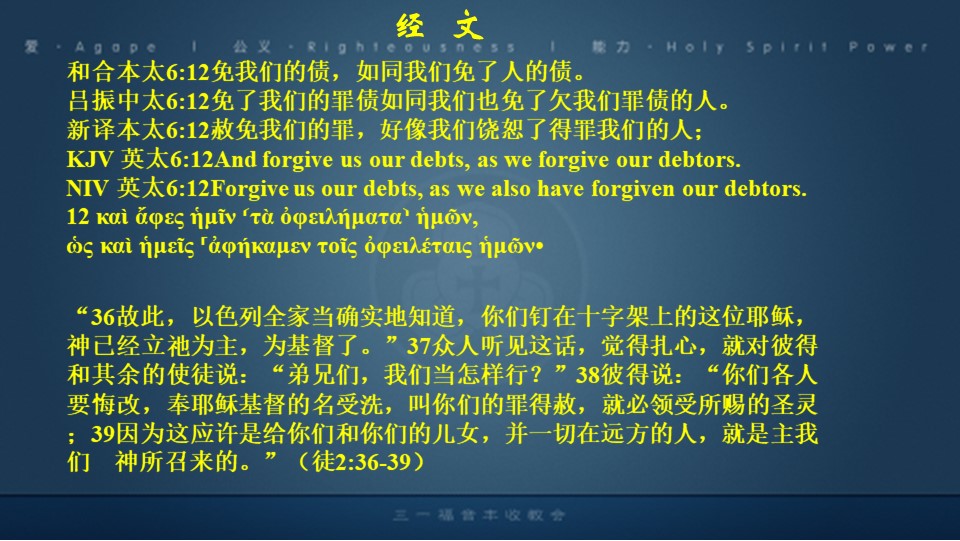 经 文
爱 · Agape | 公义 · Righteousness | 能力 · Holy Spirit Power
和合本太6:12免我们的债，如同我们免了人的债。
吕振中太6:12免了我们的罪债如同我们也免了欠我们罪债的人。
新译本太6:12赦免我们的罪，好像我们饶恕了得罪我们的人；
KJV 英太6:12And forgive us our debts, as we forgive our debtors.
NIV 英太6:12Forgive us our debts, as we also have forgiven our debtors.
12 καὶ ἄφες ἡμῖν ⸂τὰ ὀφειλήματα⸃ ἡμῶν,
ὡς καὶ ἡμεῖς ⸀ἀφήκαμεν τοῖς ὀφειλέταις ἡμῶν•
“36故此，以色列全家当确实地知道，你们钉在十字架上的这位耶稣，
神已经立祂为主，为基督了。”37众人听见这话，觉得扎心，就对彼得
和其余的使徒说：“弟兄们，我们当怎样行？”38彼得说：“你们各人
要悔改，奉耶稣基督的名受洗，叫你们的罪得赦，就必领受所赐的圣灵
；39因为这应许是给你们和你们的儿女，并一切在远方的人，就是主我
们　神所召来的。”（徒2:36-39）
三一福音丰收教会